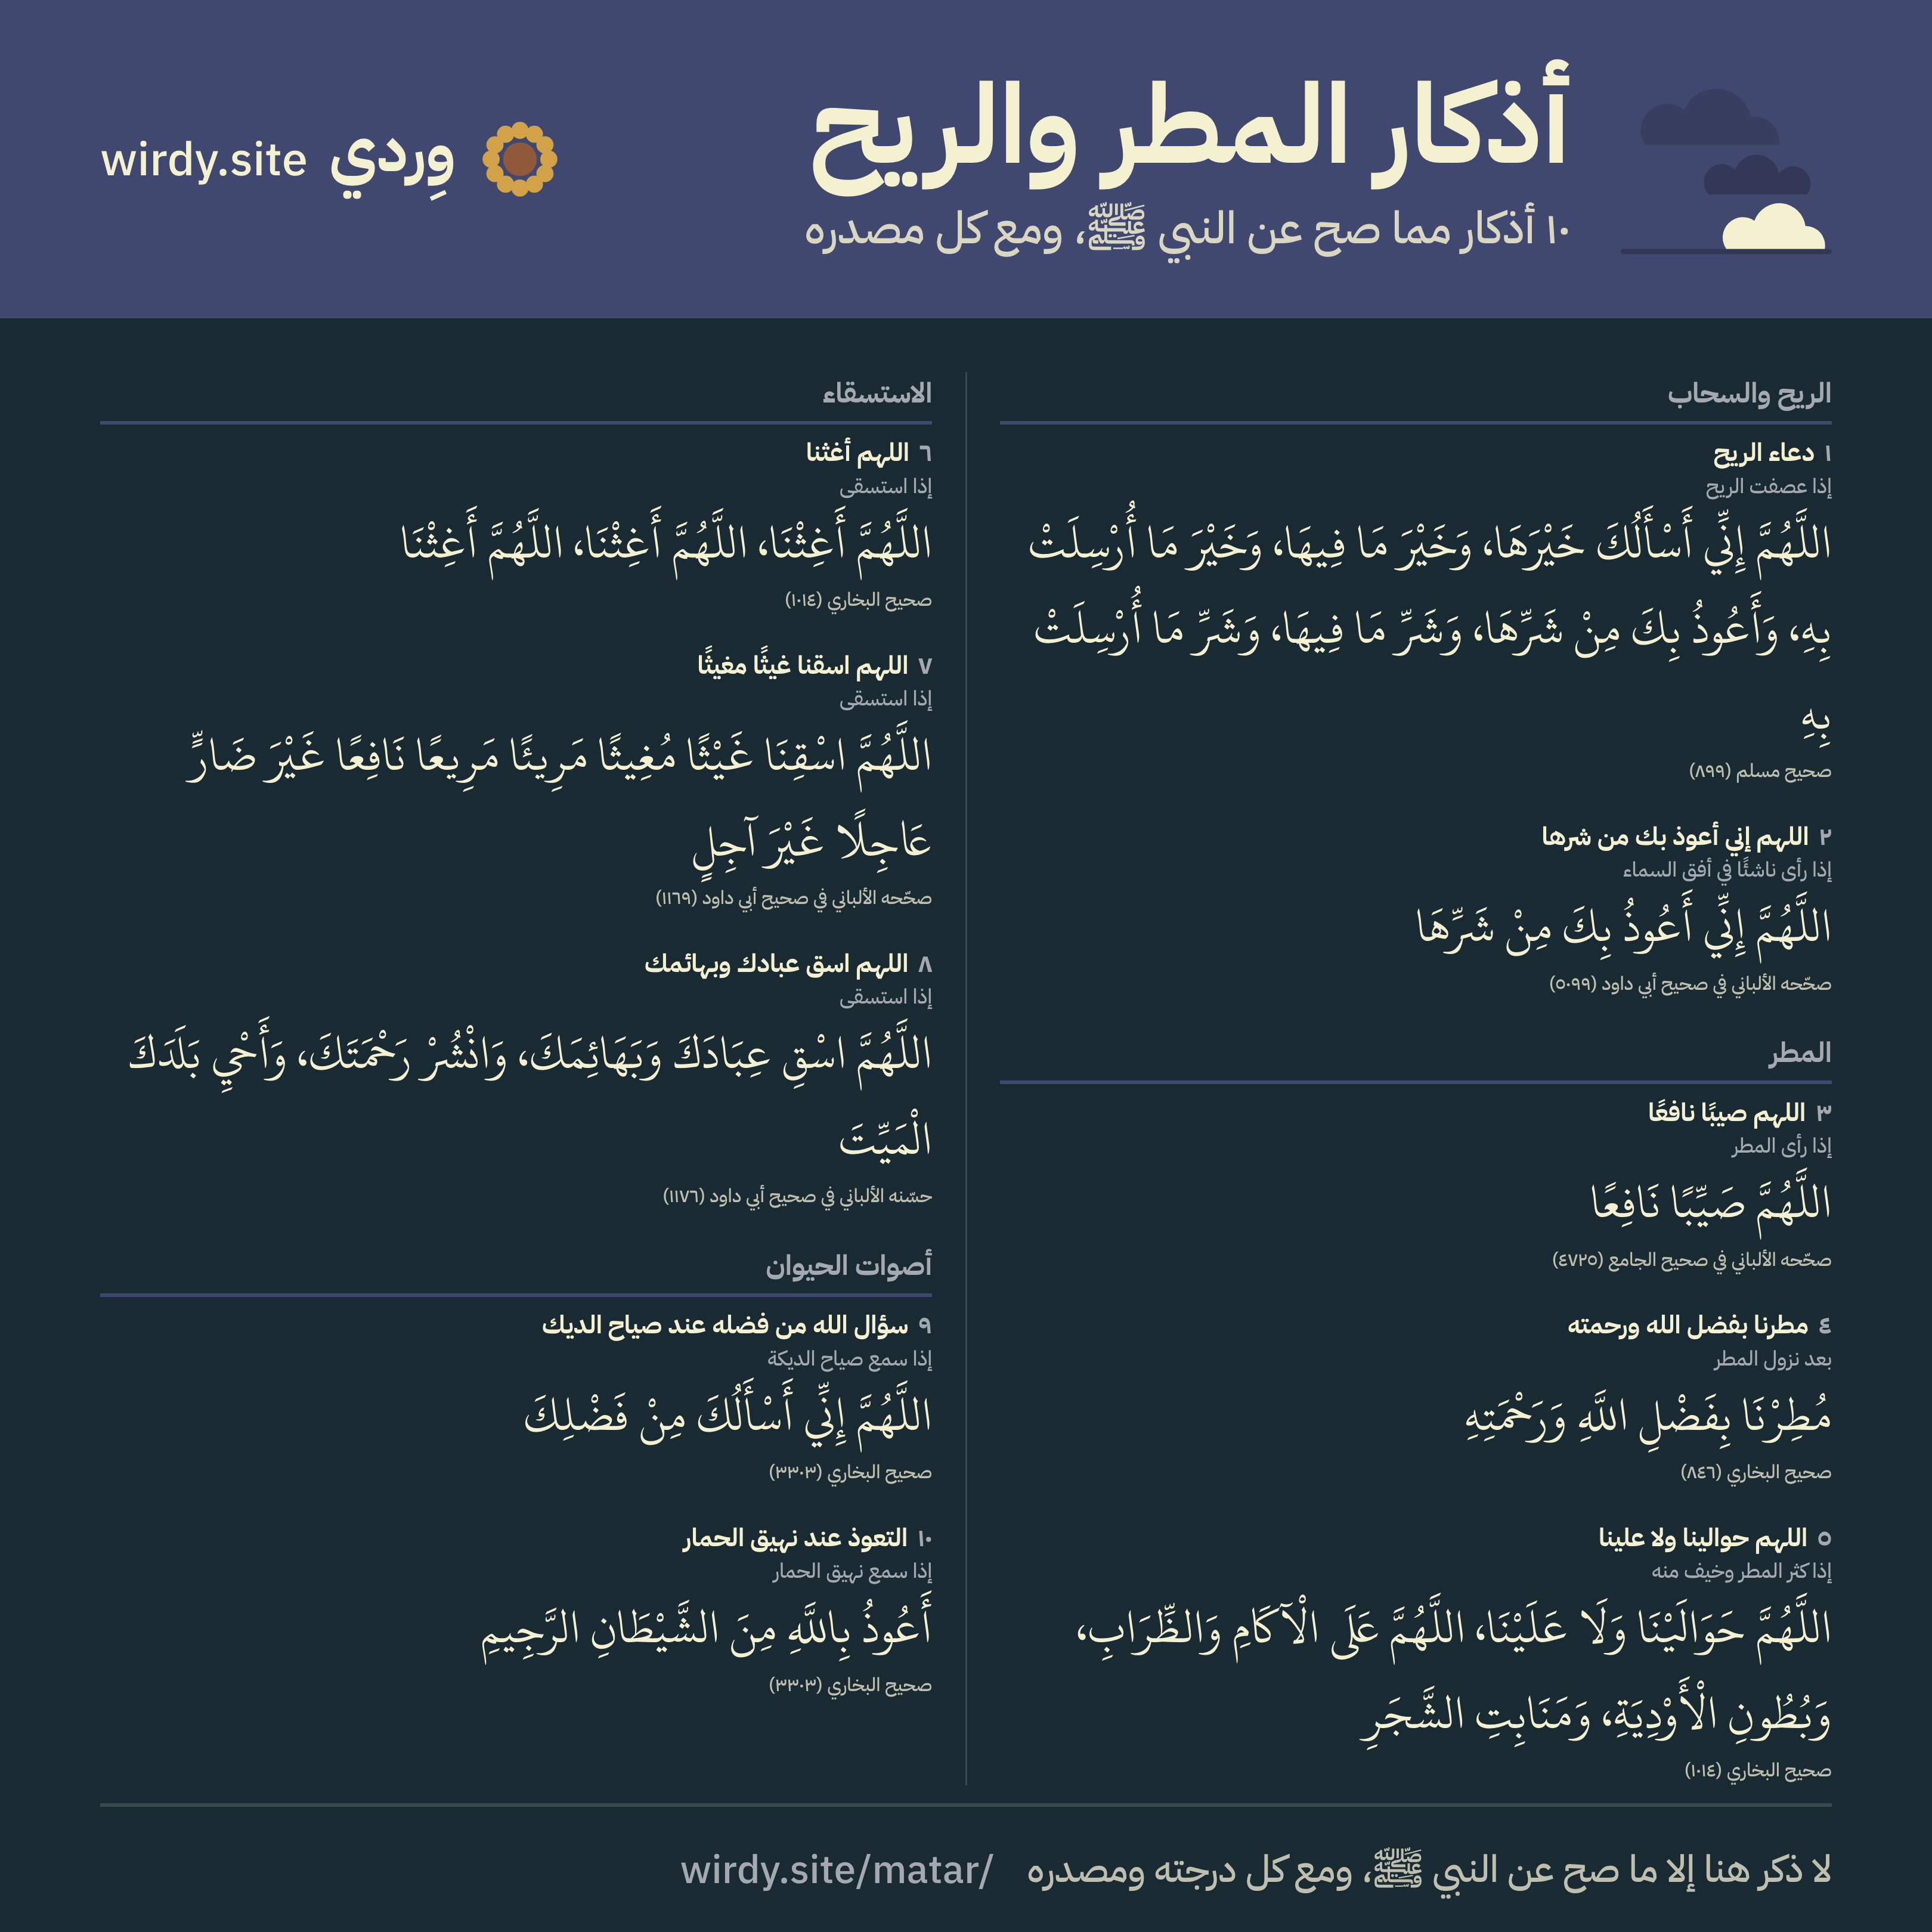 أذكار المطر والريح
١٠ أذكار مما صح عن النبي ﷺ، ومع كل مصدره
وِردي wirdy.site
الريح والسحاب
١ دعاء الريح
إذا عصفت الريح
اللَّهُمَّ إِنِّي أَسْأَلُكَ خَيْرَهَا، وَخَيْرَ مَا فِيهَا، وَخَيْرَ مَا أُرْسِلَتْ
بِهِ، وَأَعُوذُ بِكَ مِنْ شَرِّهَا، وَشَرِّ مَا فِيهَا، وَشَرِّ مَا أُرْسِلَتْ
بِهِ
صحيح مسلم (٨٩٩)
٢ اللهم إني أعوذ بك من شرها
إذا رأى ناشئًا في أفق السماء
اللَّهُمَّ إِنِّي أَعُوذُ بِكَ مِنْ شَرِّهَا
صحّحه الألباني في صحيح أبي داود (٥٠٩٩)
المطر
٣ اللهم صيبًا نافعًا
إذا رأى المطر
اللَّهُمَّ صَيِّبًا نَافِعًا
صحّحه الألباني في صحيح الجامع (٤٧٢٥)
٤ مطرنا بفضل الله ورحمته
بعد نزول المطر
مُطِرْنَا بِفَضْلِ اللَّهِ وَرَحْمَتِهِ
صحيح البخاري (٨٤٦)
٥ اللهم حوالينا ولا علينا
إذا كثر المطر وخيف منه
اللَّهُمَّ حَوَالَيْنَا وَلَا عَلَيْنَا، اللَّهُمَّ عَلَى الْآكَامِ وَالظِّرَابِ،
وَبُطُونِ الْأَوْدِيَةِ، وَمَنَابِتِ الشَّجَرِ
صحيح البخاري (١٠١٤)
الاستسقاء
٦ اللهم أغثنا
إذا استسقى
اللَّهُمَّ أَغِثْنَا، اللَّهُمَّ أَغِثْنَا، اللَّهُمَّ أَغِثْنَا
صحيح البخاري (١٠١٤)
٧ اللهم اسقنا غيثًا مغيثًا
إذا استسقى
اللَّهُمَّ اسْقِنَا غَيْثًا مُغِيثًا مَرِيئًا مَرِيعًا نَافِعًا غَيْرَ ضَارٍّ
عَاجِلًا غَيْرَ آجِلٍ
صحّحه الألباني في صحيح أبي داود (١١٦٩)
٨ اللهم اسق عبادك وبهائمك
إذا استسقى
اللَّهُمَّ اسْقِ عِبَادَكَ وَبَهَائِمَكَ، وَانْشُرْ رَحْمَتَكَ، وَأَحْيِ بَلَدَكَ
الْمَيِّتَ
حسّنه الألباني في صحيح أبي داود (١١٧٦)
أصوات الحيوان
٩ سؤال الله من فضله عند صياح الديك
إذا سمع صياح الديكة
اللَّهُمَّ إِنِّي أَسْأَلُكَ مِنْ فَضْلِكَ
صحيح البخاري (٣٣٠٣)
١٠ التعوذ عند نهيق الحمار
إذا سمع نهيق الحمار
أَعُوذُ بِاللَّهِ مِنَ الشَّيْطَانِ الرَّجِيمِ
صحيح البخاري (٣٣٠٣)
لا ذكر هنا إلا ما صح عن النبي ﷺ، ومع كل درجته ومصدره wirdy.site/matar/